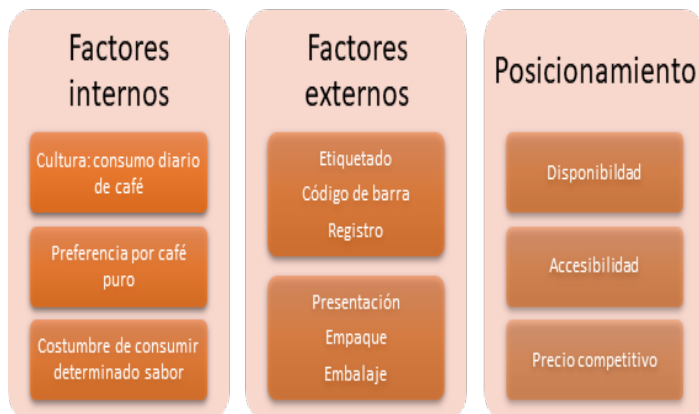 Factores
internos
Cultura: consumo diario
de café
Preferencia por café
puro
Costumbre de consumir
determinado sabor
Factores
externos
Etiquetado
Código de barra
Registro
Presentación
Empaque
Embalaje
Posicionamiento
Disponibildad
Accesibilidad
Precio competitivo